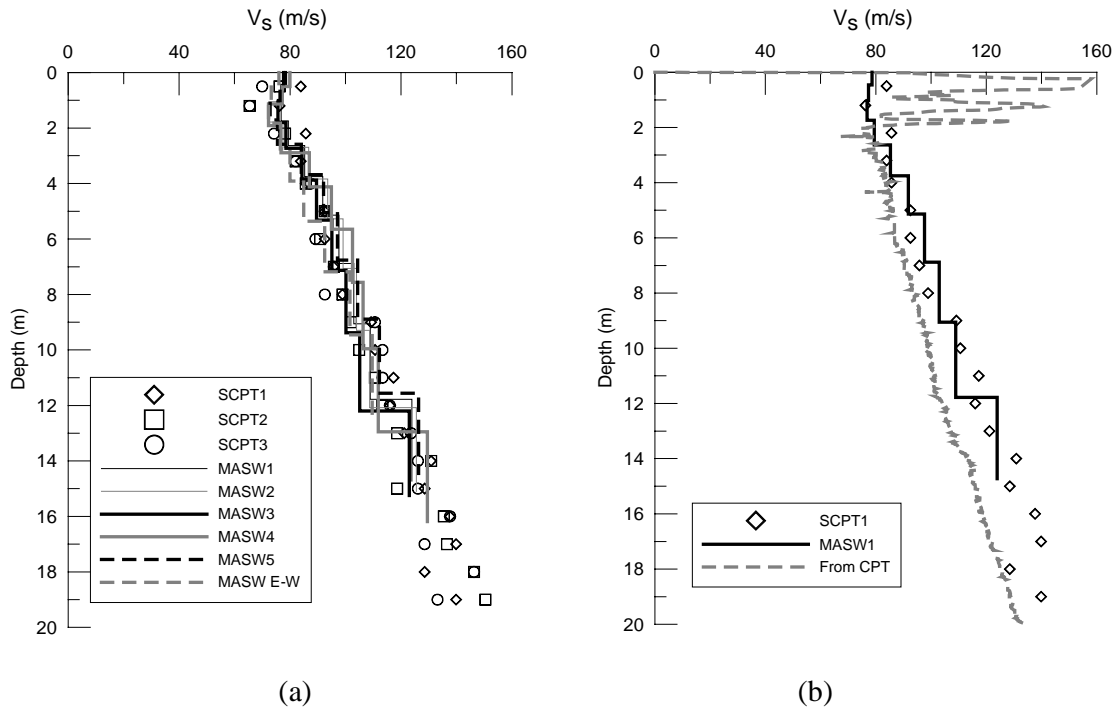 Vs (m/s)
0 40 80 120 160
0
2
4
6
8
10
12
14
16
18
20
Depth (m)
SCPT1
SCPT2
SCPT3
MASW1
MASW2
MASW3
MASW4
MASW5
MASW E-W
(a)
Vs (m/s)
0 40 80 120 160
0
2
4
6
8
10
12
14
16
18
20
Depth (m)
SCPT1
MASW1
From CPT
(b)